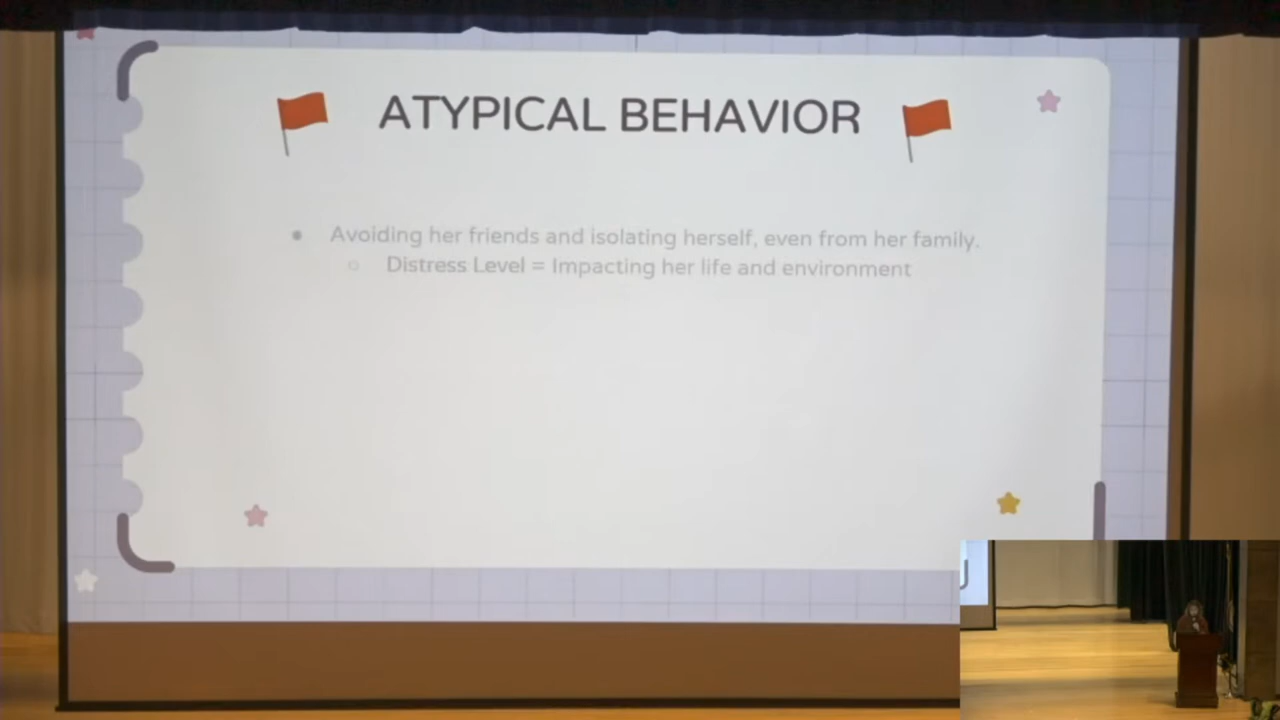 ATYPICAL BEHAVIOR
Avoiding her friends and isolating herself, even from her family.
Distress Level = Impacting her life and environment